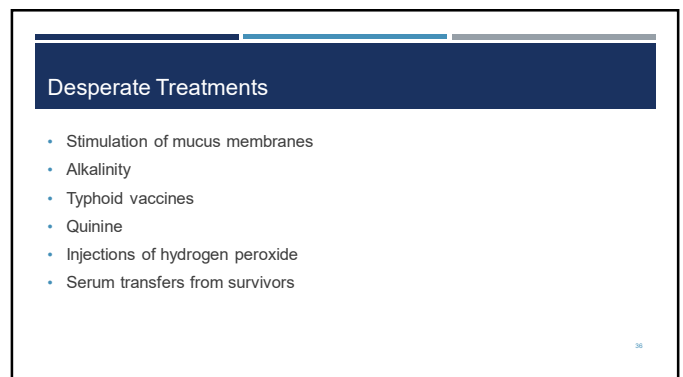 Desperate Treatments
• Stimulation of mucus membranes
• Alkalinity
• Typhoid vaccines
• Quinine
• Injections of hydrogen peroxide
• Serum transfers from survivors
36